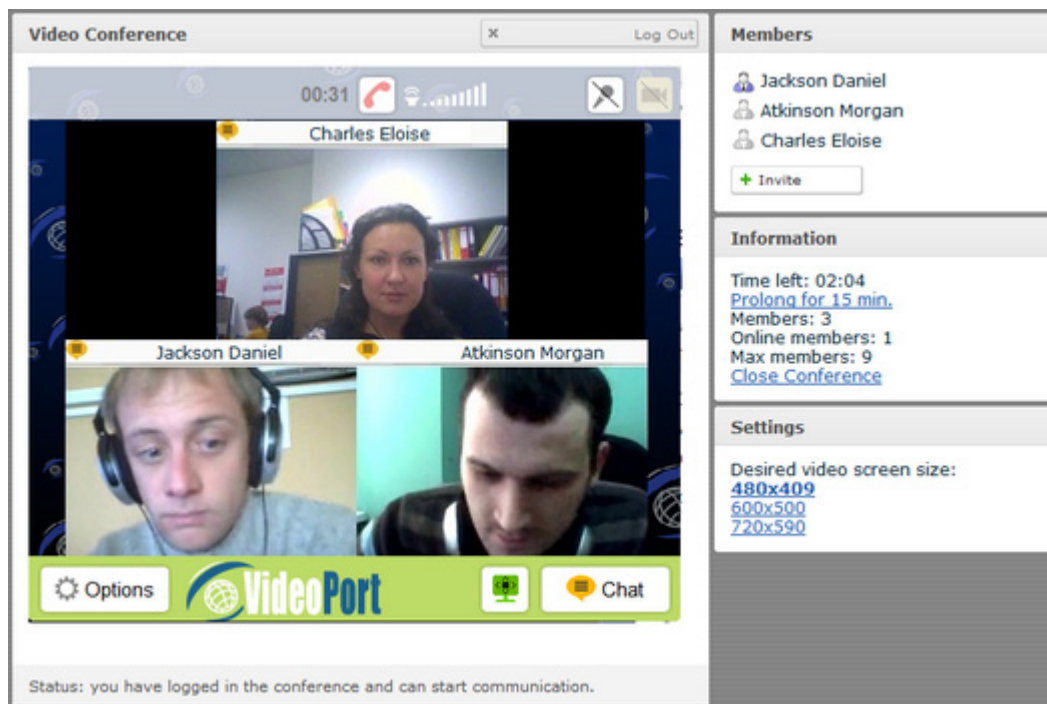 Video Conference
× Log Out
00:31
Charles Eloise
Jackson Daniel
Atkinson Morgan
Options
VideoPort
Chat
Status: you have logged in the conference and can start communication.
Members
Jackson Daniel
Atkinson Morgan
Charles Eloise
+ Invite
Information
Time left: 02:04
Prolong for 15 min.
Members: 3
Online members: 1
Max members: 9
Close Conference
Settings
Desired video screen size:
480x409
600x500
720x590